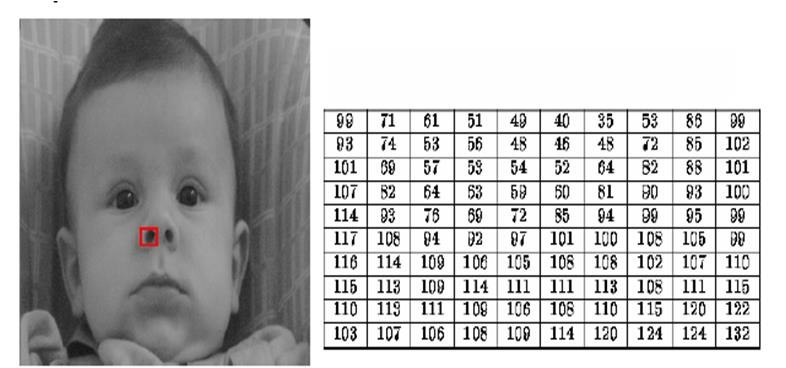 99 71 61 51 49 40 35 53 86 99
93 74 53 56 48 46 48 72 85 102
101 69 57 53 54 52 64 82 88 101
107 82 64 63 59 60 81 90 93 100
114 93 76 69 72 85 94 99 95 99
117 108 94 92 97 101 100 108 105 99
116 114 109 106 105 108 108 102 107 110
115 113 109 114 111 111 113 108 111 115
110 113 111 109 106 108 110 115 120 122
103 107 106 108 109 114 120 124 124 132